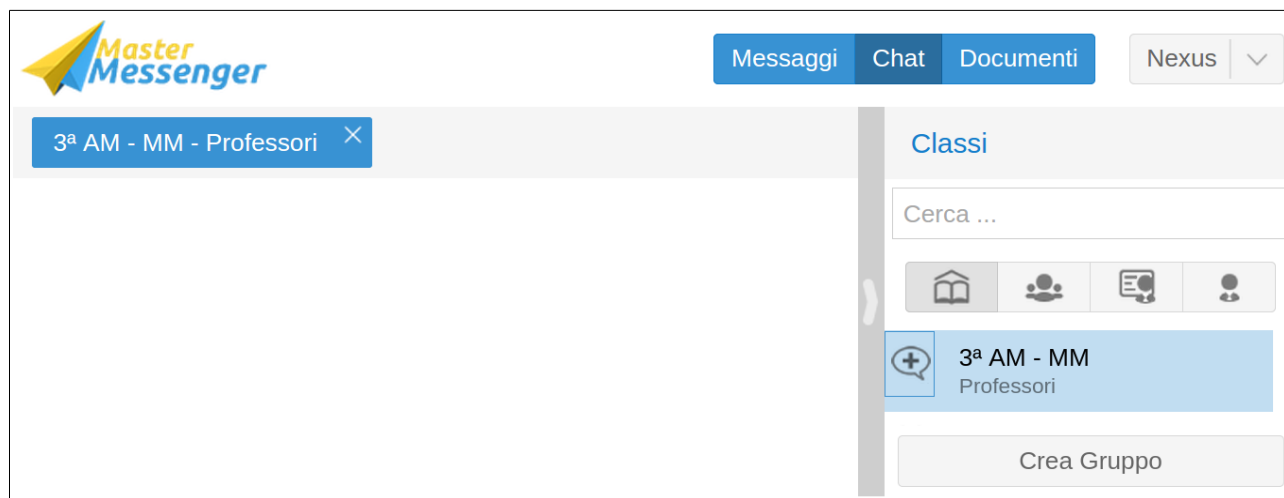 Master
Messenger
Messaggi Chat Documenti Nexus
3ª AM - MM - Professori
Classi
Cerca ...
3ª AM - MM
Professori
Crea Gruppo